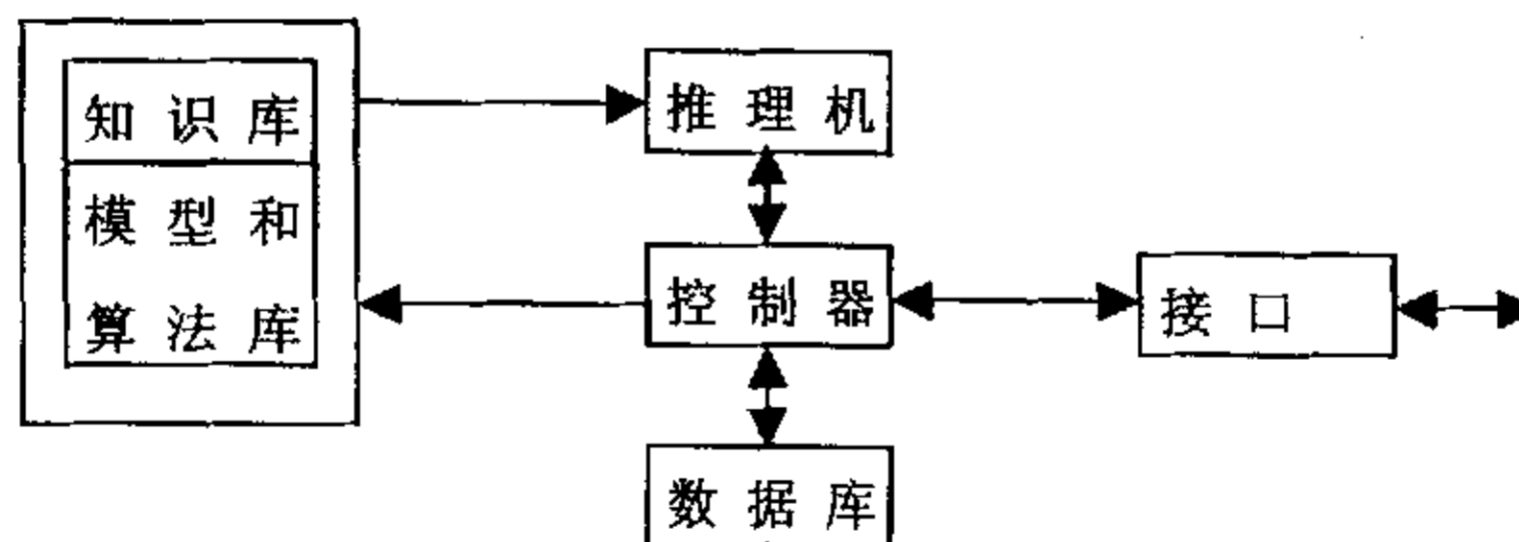 知识库
模型和
算法库
推理机
控制器
接口
数据库